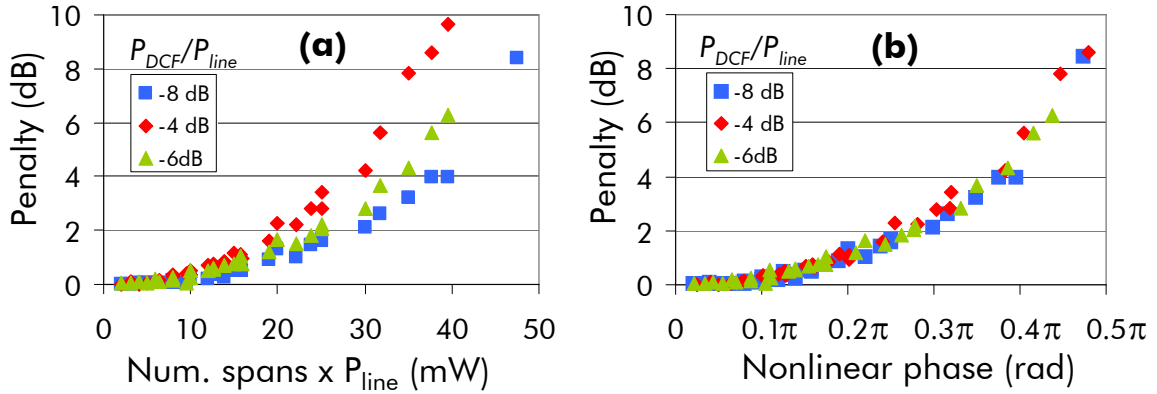 (a)
P_DCF/P_line
-8 dB
-4 dB
-6dB
Penalty (dB)
10
8
6
4
2
0
0 10 20 30 40 50
Num. spans x P_line (mW)
(b)
P_DCF/P_line
-8 dB
-4 dB
-6dB
Penalty (dB)
10
8
6
4
2
0
0 0.1π 0.2π 0.3π 0.4π 0.5π
Nonlinear phase (rad)